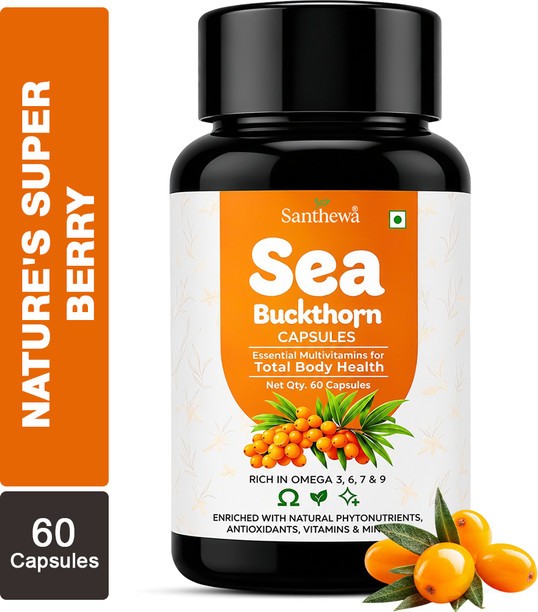 NATURE'S SUPER
BERRY
60
Capsules
Santhewa®
Sea
Buckthorn
CAPSULES
Essential Multivitamins for
Total Body Health
Net Qty. 60 Capsules
RICH IN OMEGA 3, 6, 7 & 9
ENRICHED WITH NATURAL PHYTONUTRIENTS,
ANTIOXIDANTS, VITAMINS &